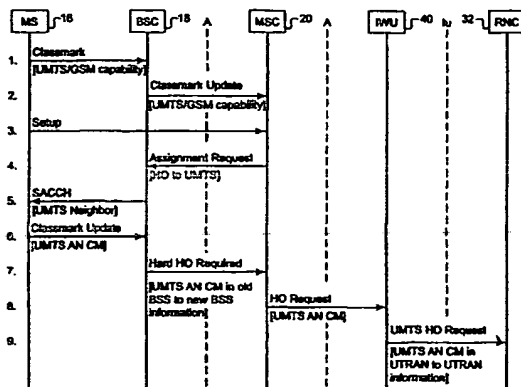 MS 16 BSC 18 A MSC 20 A IWU 40 Iu 32 RNC
1. Classmark
[UMTS/GSM capability]
2. Classmark Update
[UMTS/GSM capability]
3. Setup
4. Assignment Request
[HO to UMTS]
5. SACCH
[UMTS Neighbor]
6. Classmark Update
[UMTS AN CM]
7. Hard HO Required
[UMTS AN CM in old
BSS to new BSS
information]
8. HO Request
[UMTS AN CM]
9. UMTS HO Request
[UMTS AN CM in
UTRAN to UTRAN
information]